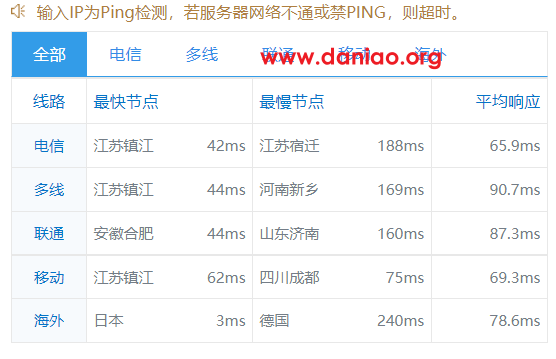 输入IP为Ping检测，若服务器网络不通或禁PING，则超时。
全部 电信 多线 联通 移动 海外
www.daniao.org
线路 最快节点 最慢节点 平均响应
电信 江苏镇江 42ms 江苏宿迁 188ms 65.9ms
多线 江苏镇江 44ms 河南新乡 169ms 90.7ms
联通 安徽合肥 44ms 山东济南 160ms 87.3ms
移动 江苏镇江 62ms 四川成都 75ms 69.3ms
海外 日本 3ms 德国 240ms 78.6ms